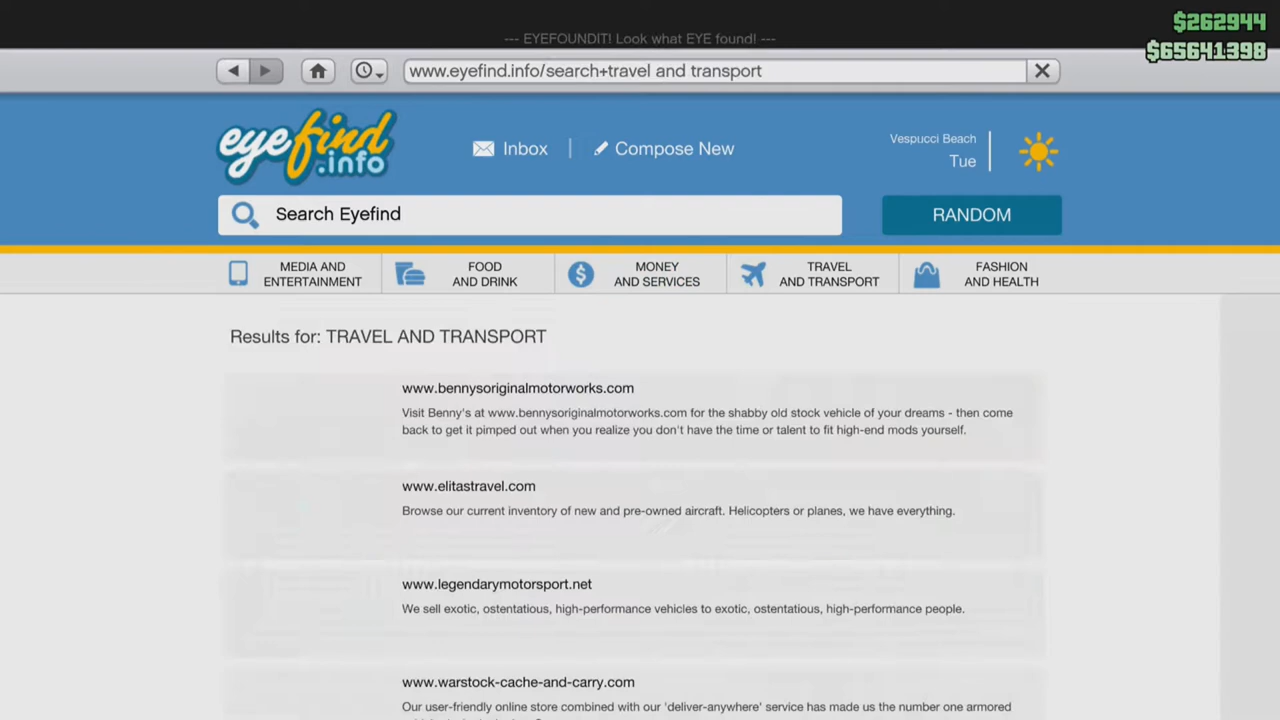 $262944
--- EYEFOUNDIT! Look what EYE found! ---
$65641398
www.eyefind.info/search+travel and transport
eyefind
.info
Inbox
Compose New
Vespucci Beach
Tue
Search Eyefind
RANDOM
MEDIA AND
ENTERTAINMENT
FOOD
AND DRINK
MONEY
AND SERVICES
TRAVEL
AND TRANSPORT
FASHION
AND HEALTH
Results for: TRAVEL AND TRANSPORT
www.bennysoriginalmotorworks.com
Visit Benny's at www.bennysoriginalmotorworks.com for the shabby old stock vehicle of your dreams - then come
back to get it pimped out when you realize you don't have the time or talent to fit high-end mods yourself.
www.elitastravel.com
Browse our current inventory of new and pre-owned aircraft. Helicopters or planes, we have everything.
www.legendarymotorsport.net
We sell exotic, ostentatious, high-performance vehicles to exotic, ostentatious, high-performance people.
www.warstock-cache-and-carry.com
Our user-friendly online store combined with our 'deliver-anywhere' service has made us the number one armored